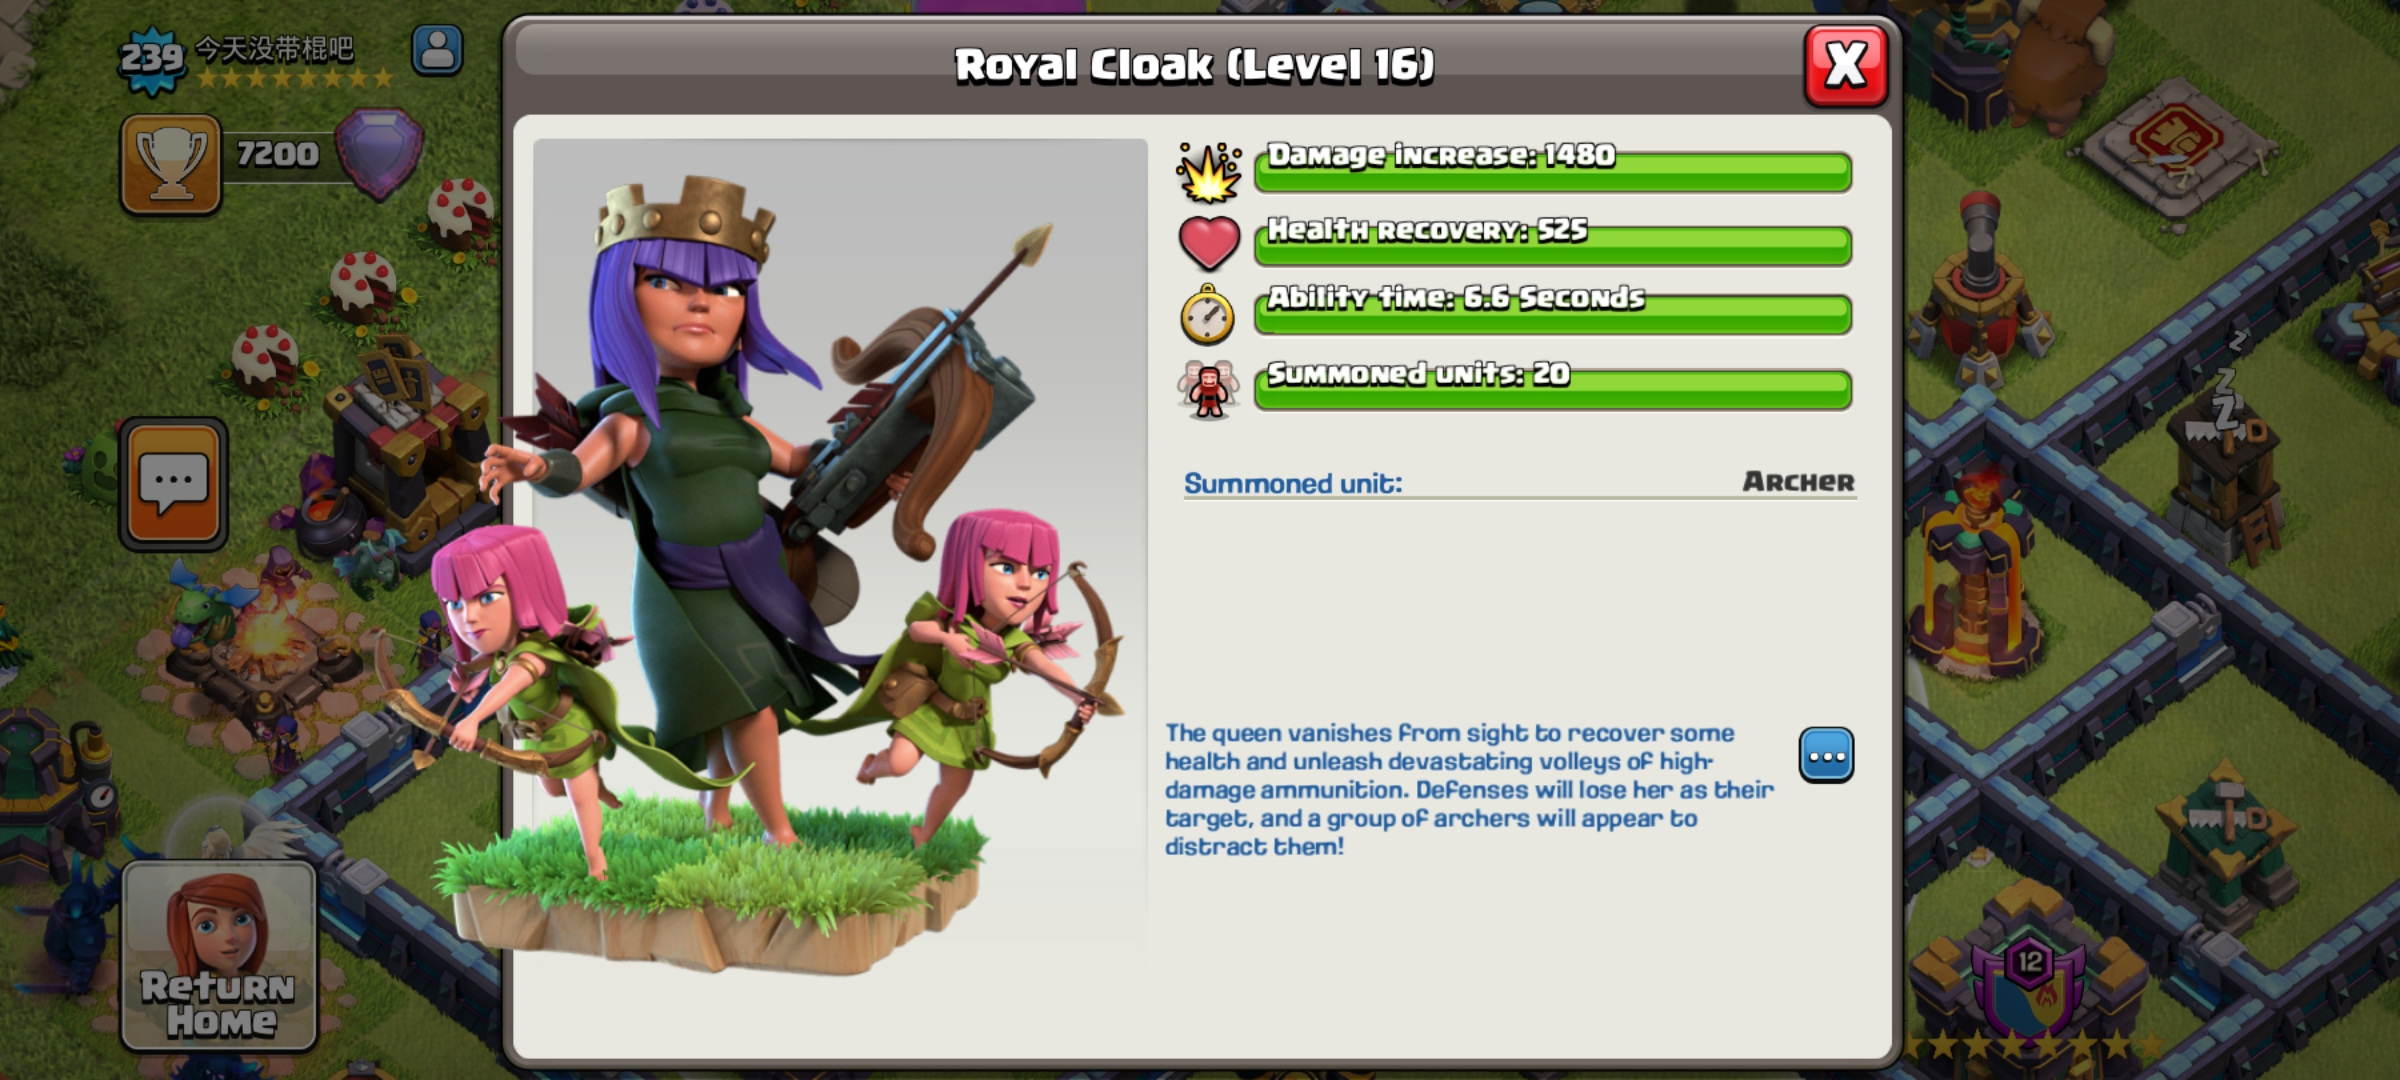 Royal Cloak (Level 16)
X
239
今天没带棍吧
7200
Damage increase: 1480
Health recovery: 525
Ability time: 6.6 Seconds
Summoned units: 20
Summoned unit:
Archer
The queen vanishes from sight to recover some
health and unleash devastating volleys of high-
damage ammunition. Defenses will lose her as their
target, and a group of archers will appear to
distract them!
Return
Home
z
Z
Z
12